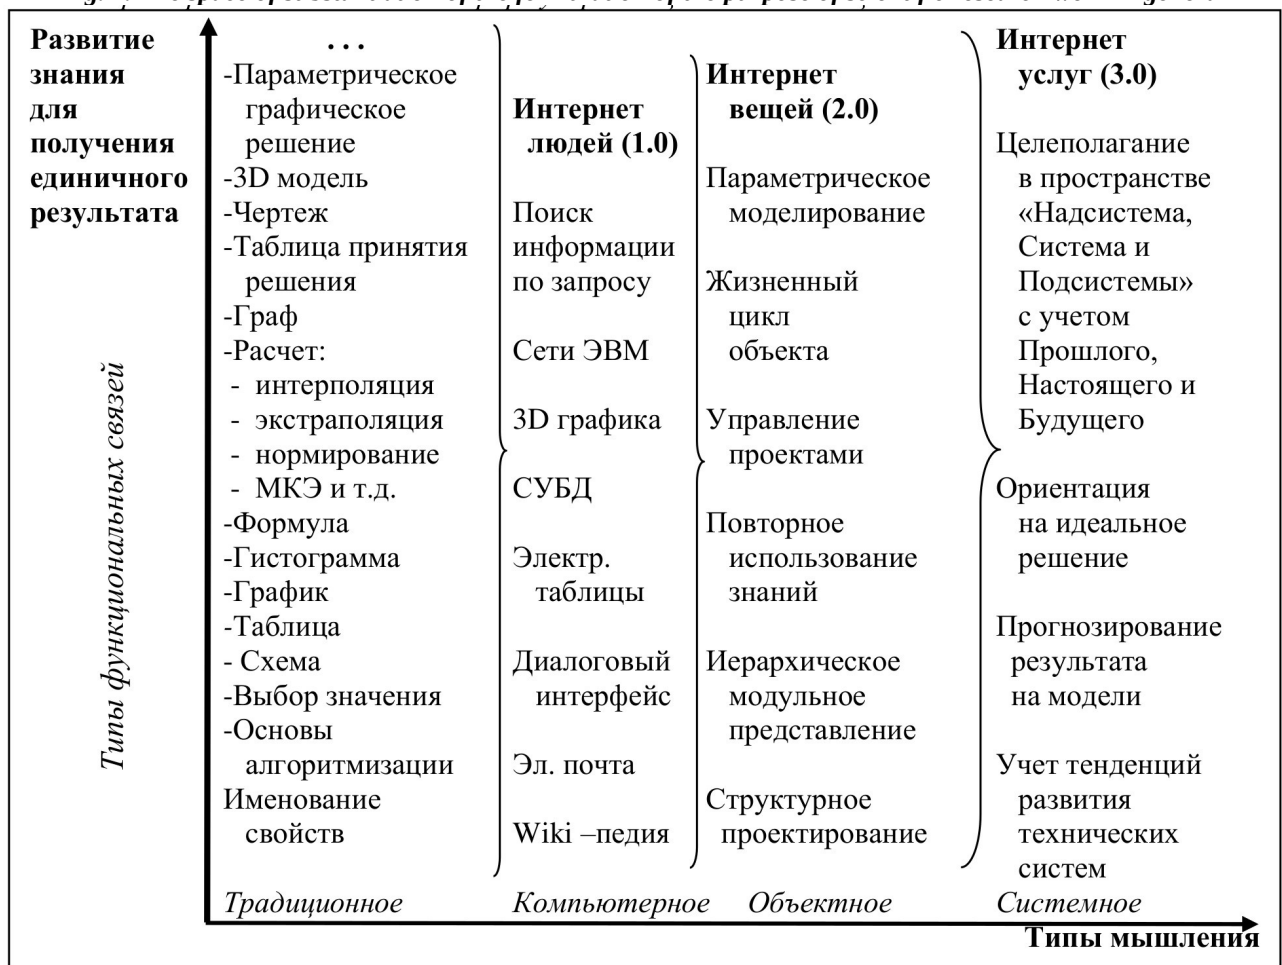 Развитие
знания
для
получения
единичного
результата
Типы функциональных связей
. . .
-Параметрическое
графическое
решение
-3D модель
-Чертеж
-Таблица принятия
решения
-Граф
-Расчет:
- интерполяция
- экстраполяция
- нормирование
- МКЭ и т.д.
-Формула
-Гистограмма
-График
-Таблица
- Схема
-Выбор значения
-Основы
алгоритмизации
Именование
свойств
Традиционное
Интернет
людей (1.0)
Поиск
информации
по запросу
Сети ЭВМ
3D графика
СУБД
Электр.
таблицы
Диалоговый
интерфейс
Эл. почта
Wiki –педия
Компьютерное
Интернет
вещей (2.0)
Параметрическое
моделирование
Жизненный
цикл
объекта
Управление
проектами
Повторное
использование
знаний
Иерархическое
модульное
представление
Структурное
проектирование
Объектное
Интернет
услуг (3.0)
Целеполагание
в пространстве
«Надсистема,
Система и
Подсистемы»
с учетом
Прошлого,
Настоящего и
Будущего
Ориентация
на идеальное
решение
Прогнозирование
результата
на модели
Учет тенденций
развития
технических
систем
Системное
Типы мышления